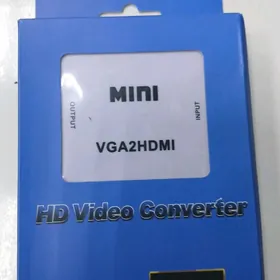 MINI
OUTPUT
INPUT
VGA2HDMI
HD Video Converter